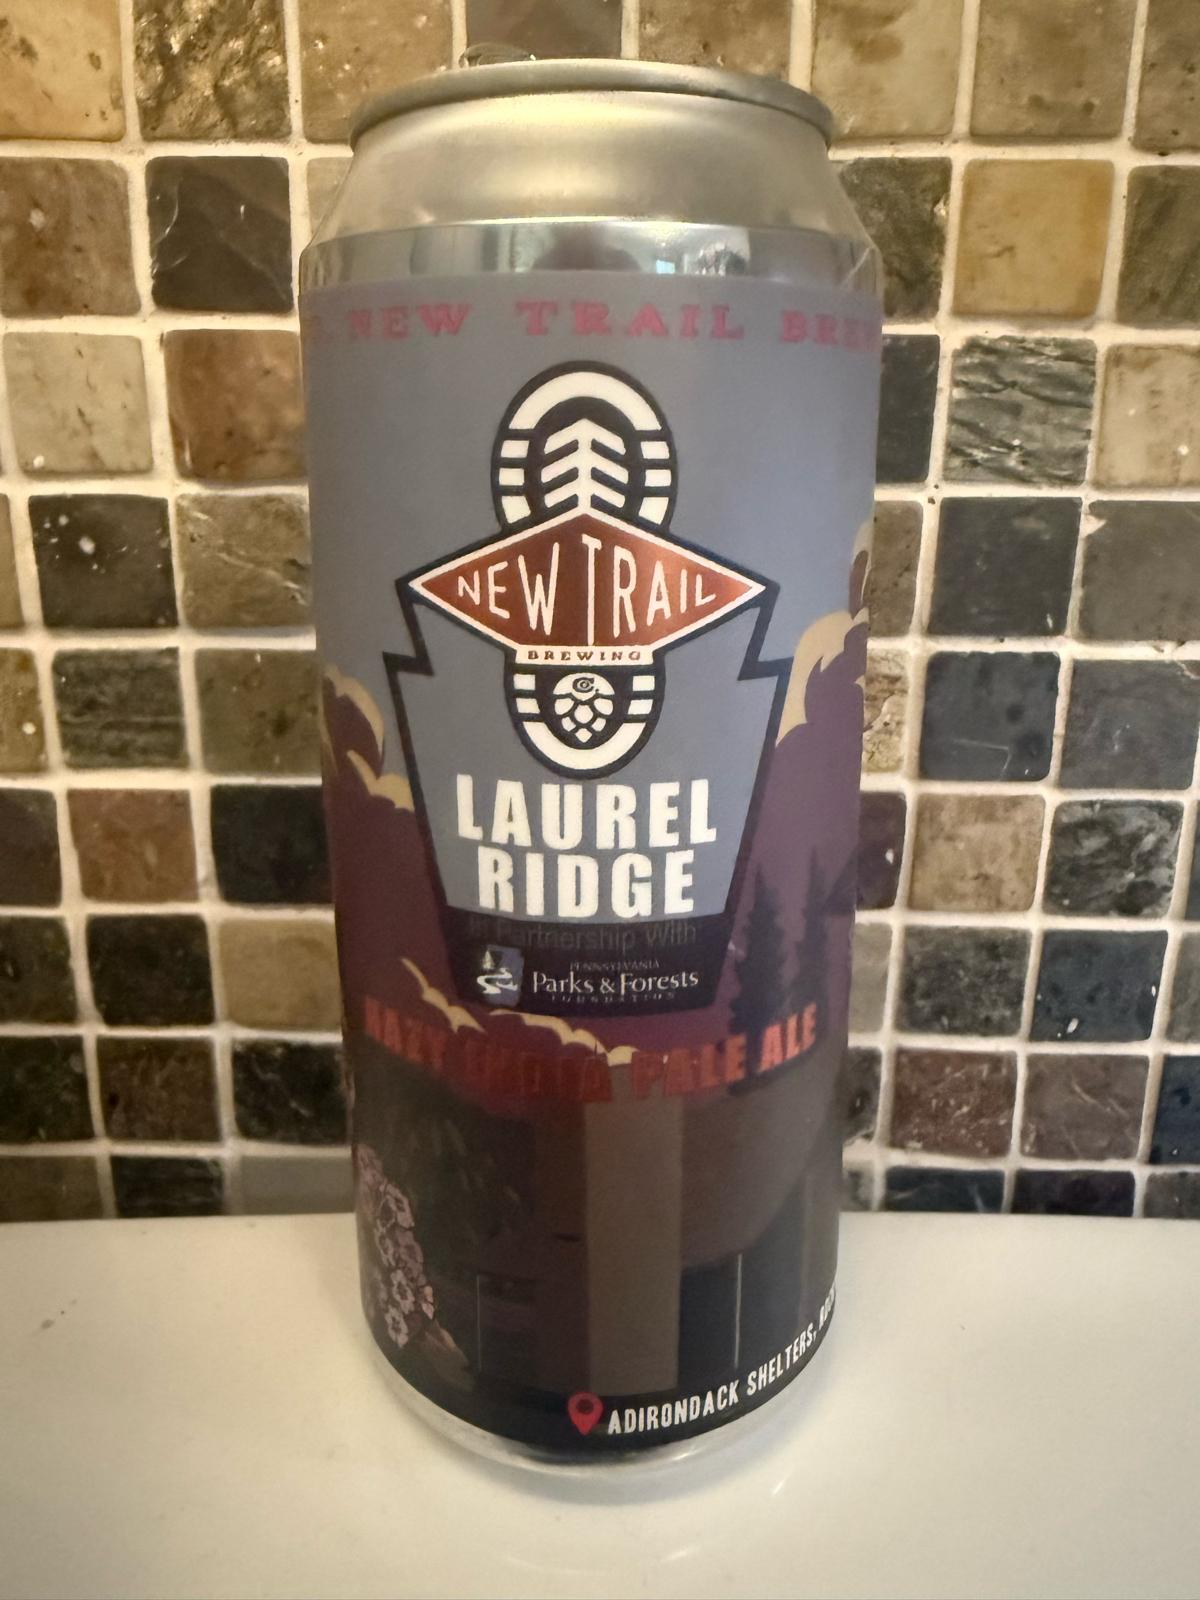 NEW TRAIL
NEW TRAIL
BREWING
Co.
LAUREL
RIDGE
In Partnership With
PENNSYLVANIA
Parks & Forests
FOUNDATION
HAZY INDIA PALE ALE
ADIRONDACK SHELTERS,